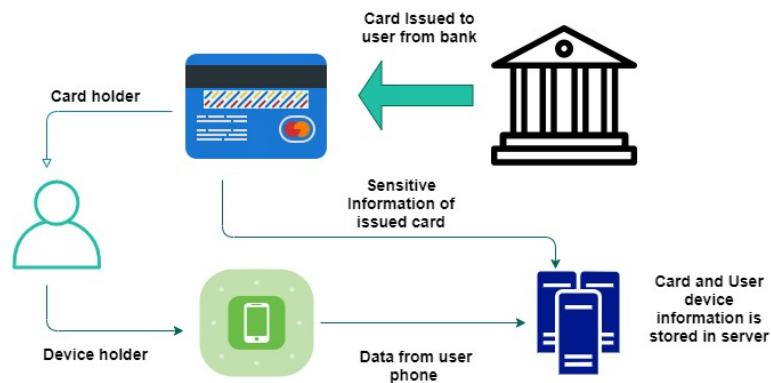 Card Issued to
user from bank
Card holder
Sensitive
Information of
issued card
Card and User
device
information is
stored in server
Device holder
Data from user
phone